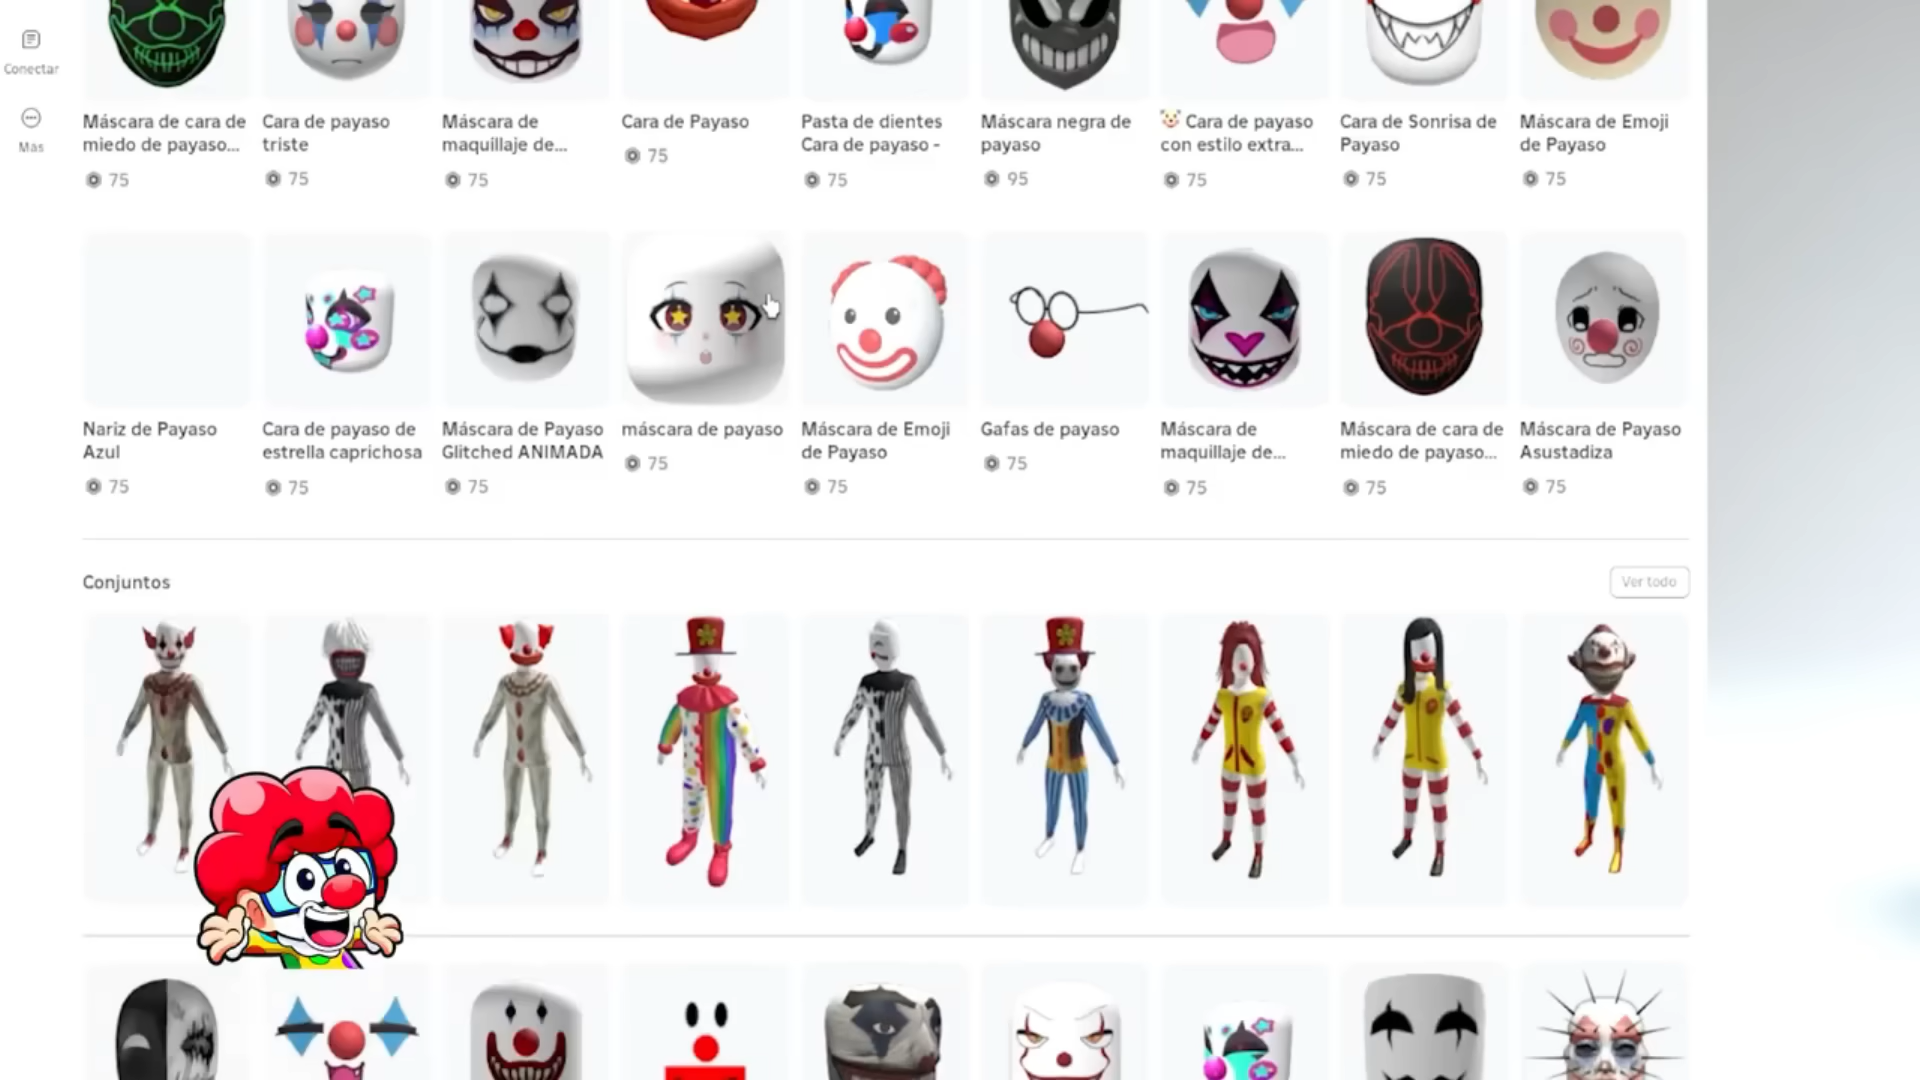 Conectar
Más
Máscara de cara de
miedo de payaso...
75
Cara de payaso
triste
75
Máscara de
maquillaje de...
75
Cara de Payaso
75
Pasta de dientes
Cara de payaso -
75
Máscara negra de
payaso
95
🤡 Cara de payaso
con estilo extra...
75
Cara de Sonrisa de
Payaso
75
Máscara de Emoji
de Payaso
75
Nariz de Payaso
Azul
75
Cara de payaso de
estrella caprichosa
75
Máscara de Payaso
Glitched ANIMADA
75
máscara de payaso
75
Máscara de Emoji
de Payaso
75
Gafas de payaso
75
Máscara de
maquillaje de...
75
Máscara de cara de
miedo de payaso...
75
Máscara de Payaso
Asustadiza
75
Conjuntos
Ver todo